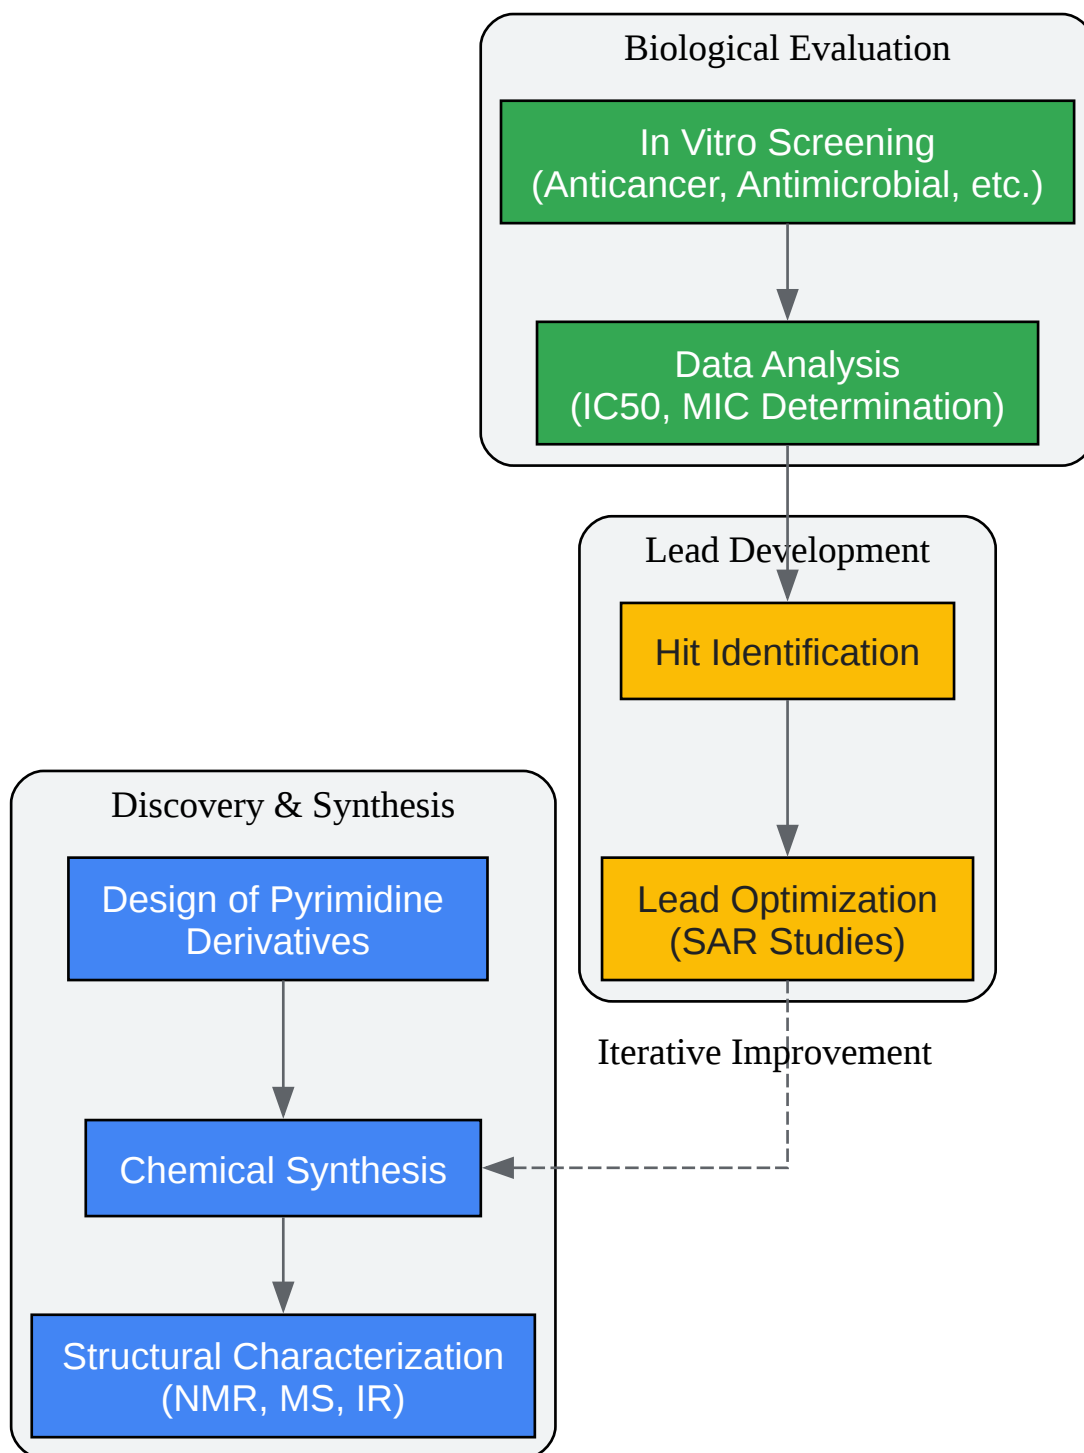 Biological Evaluation
In Vitro Screening
(Anticancer, Antimicrobial, etc.)
Data Analysis
(IC50, MIC Determination)
Lead Development
Hit Identification
Lead Optimization
(SAR Studies)
Iterative Improvement
Discovery & Synthesis
Design of Pyrimidine
Derivatives
Chemical Synthesis
Structural Characterization
(NMR, MS, IR)